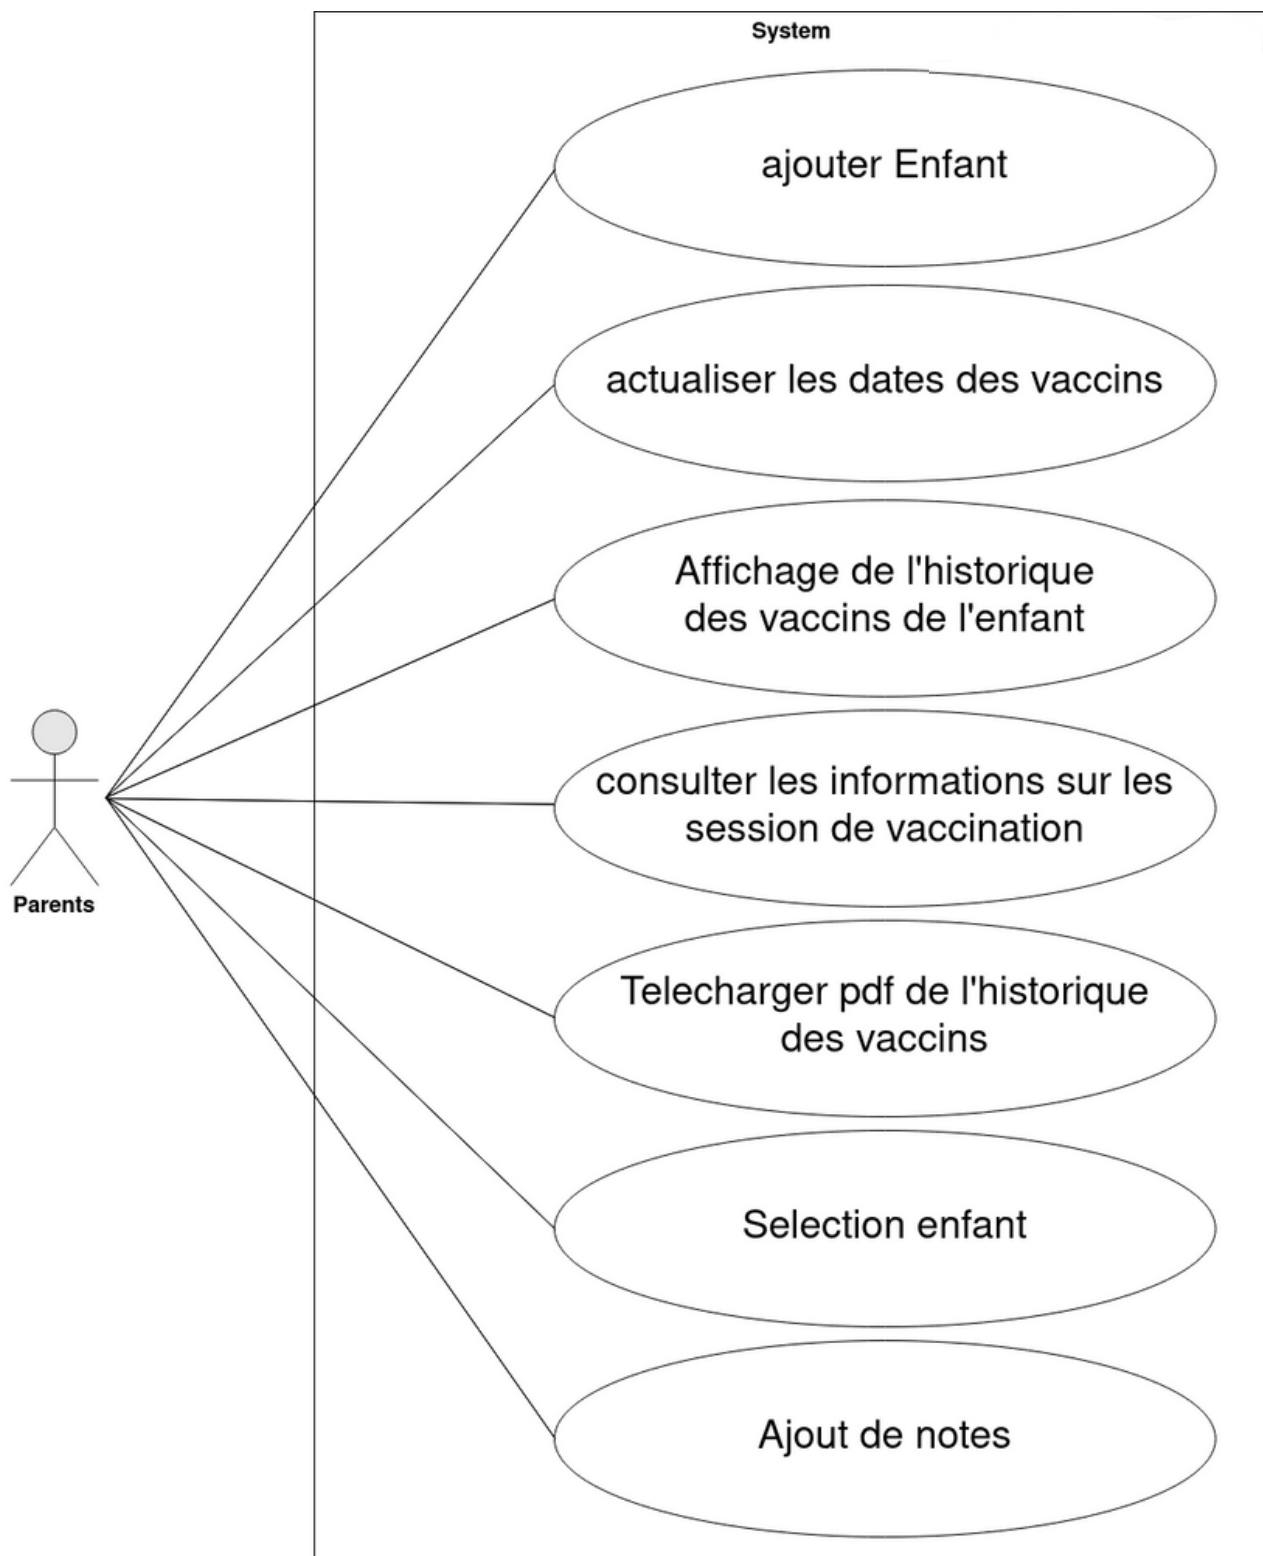 System
ajouter Enfant
actualiser les dates des vaccins
Affichage de l'historique
des vaccins de l'enfant
consulter les informations sur les
session de vaccination
Parents
Telecharger pdf de l'historique
des vaccins
Selection enfant
Ajout de notes